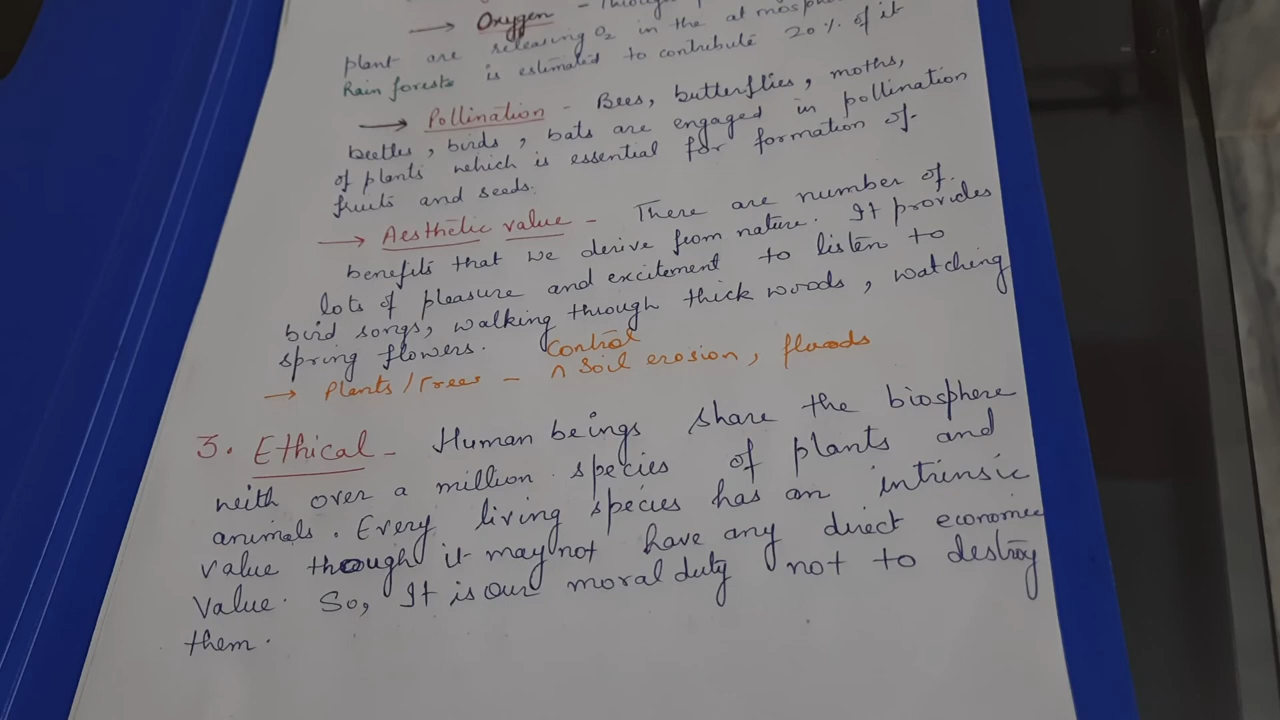 → Oxygen - Through
plant are releasing O2 in the atmosph
Rain forests is estimated to contribute 20% of it
→ Pollination - Bees, butterflies, moths,
beetles, birds, bats are engaged in pollination
of plants which is essential for formation of
fruits and seeds.
→ Aesthetic value - There are number of
benefits that we derive from nature. It provides
lots of pleasure and excitement to listen to
bird songs, walking through thick woods, watching
spring flowers.
Control
→ Plants/Trees - ^ Soil erosion, floods
3. Ethical - Human beings share the biosphere
with over a million species of plants and
animals. Every living species has an intrinsic
value though it may not have any direct economic
value. So, It is our moral duty not to destroy
them.